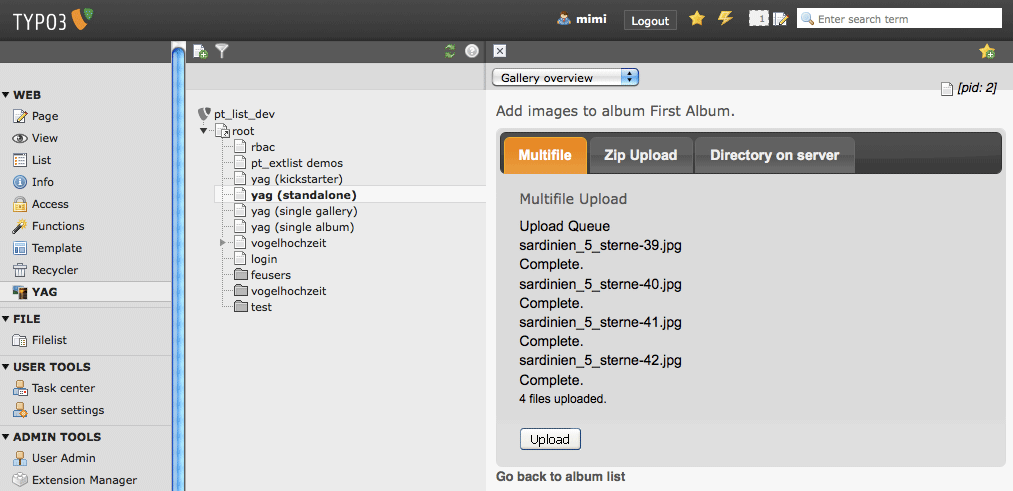 TYPO3
mimi
Logout
1
Enter search term
WEB
Page
View
List
Info
Access
Functions
Template
Recycler
YAG
FILE
Filelist
USER TOOLS
Task center
User settings
ADMIN TOOLS
User Admin
Extension Manager
pt_list_dev
root
rbac
pt_extlist demos
yag (kickstarter)
yag (standalone)
yag (single gallery)
yag (single album)
vogelhochzeit
login
feusers
vogelhochzeit
test
Gallery overview
[pid: 2]
Add images to album First Album.
Multifile
Zip Upload
Directory on server
Multifile Upload
Upload Queue
sardinien_5_sterne-39.jpg
Complete.
sardinien_5_sterne-40.jpg
Complete.
sardinien_5_sterne-41.jpg
Complete.
sardinien_5_sterne-42.jpg
Complete.
4 files uploaded.
Upload
Go back to album list